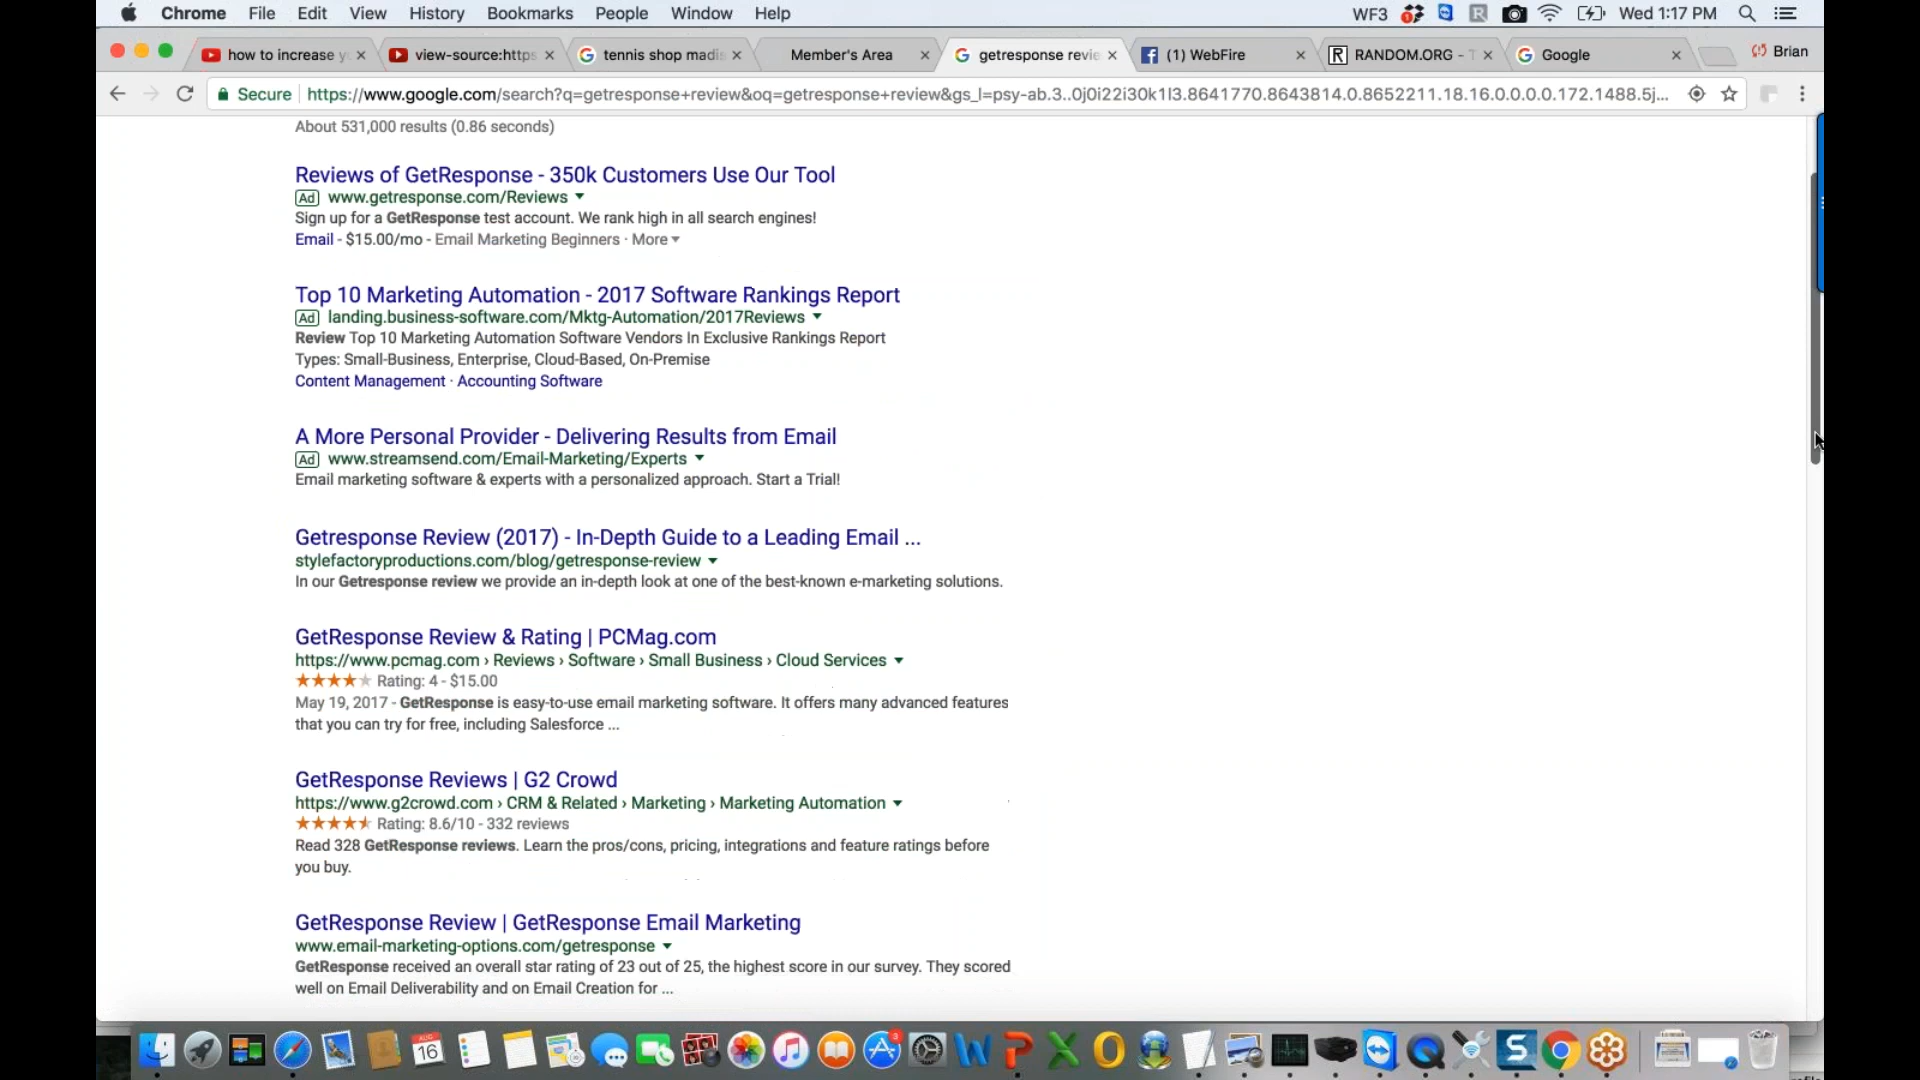 Chrome File Edit View History Bookmarks People Window Help WF3 Wed 1:17 PM
how to increase y
view-source:https
tennis shop madis
Member's Area
getresponse revie
(1) WebFire
RANDOM.ORG - T
Google
Brian
Secure https://www.google.com/search?q=getresponse+review&oq=getresponse+review&gs_l=psy-ab.3..0j0i22i30k1l3.8641770.8643814.0.8652211.18.16.0.0.0.0.172.1488.5j...
About 531,000 results (0.86 seconds)
Reviews of GetResponse - 350k Customers Use Our Tool
Ad www.getresponse.com/Reviews
Sign up for a GetResponse test account. We rank high in all search engines!
Email - $15.00/mo - Email Marketing Beginners · More
Top 10 Marketing Automation - 2017 Software Rankings Report
Ad landing.business-software.com/Mktg-Automation/2017Reviews
Review Top 10 Marketing Automation Software Vendors In Exclusive Rankings Report
Types: Small-Business, Enterprise, Cloud-Based, On-Premise
Content Management · Accounting Software
A More Personal Provider - Delivering Results from Email
Ad www.streamsend.com/Email-Marketing/Experts
Email marketing software & experts with a personalized approach. Start a Trial!
Getresponse Review (2017) - In-Depth Guide to a Leading Email ...
stylefactoryproductions.com/blog/getresponse-review
In our Getresponse review we provide an in-depth look at one of the best-known e-marketing solutions.
GetResponse Review & Rating | PCMag.com
https://www.pcmag.com › Reviews › Software › Small Business › Cloud Services
Rating: 4 - $15.00
May 19, 2017 - GetResponse is easy-to-use email marketing software. It offers many advanced features
that you can try for free, including Salesforce ...
GetResponse Reviews | G2 Crowd
https://www.g2crowd.com › CRM & Related › Marketing › Marketing Automation
Rating: 8.6/10 - 332 reviews
Read 328 GetResponse reviews. Learn the pros/cons, pricing, integrations and feature ratings before
you buy.
GetResponse Review | GetResponse Email Marketing
www.email-marketing-options.com/getresponse
GetResponse received an overall star rating of 23 out of 25, the highest score in our survey. They scored
well on Email Deliverability and on Email Creation for ...
AUG
16